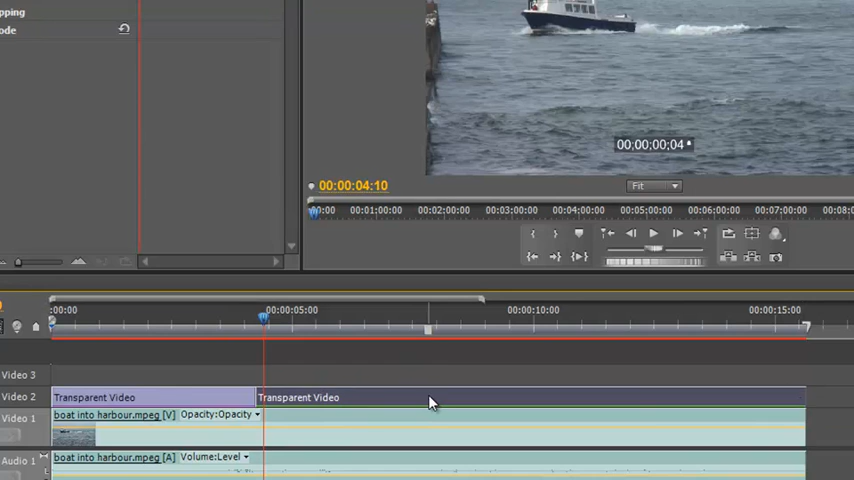 pping
ode
00;00;00;04
00:00:04:10
Fit
00:00
00:01:00:00
00:02:00:00
00:03:00:00
00:04:00:00
00:05:00:00
00:06:00:00
00:07:00:00
00:08:0
:00:00
00:00:05:00
00:00:10:00
00:00:15:00
Video 3
Video 2
Transparent Video
Transparent Video
Video 1
boat into harbour.mpeg [V] Opacity:Opacity
Audio 1
boat into harbour.mpeg [A] Volume:Level